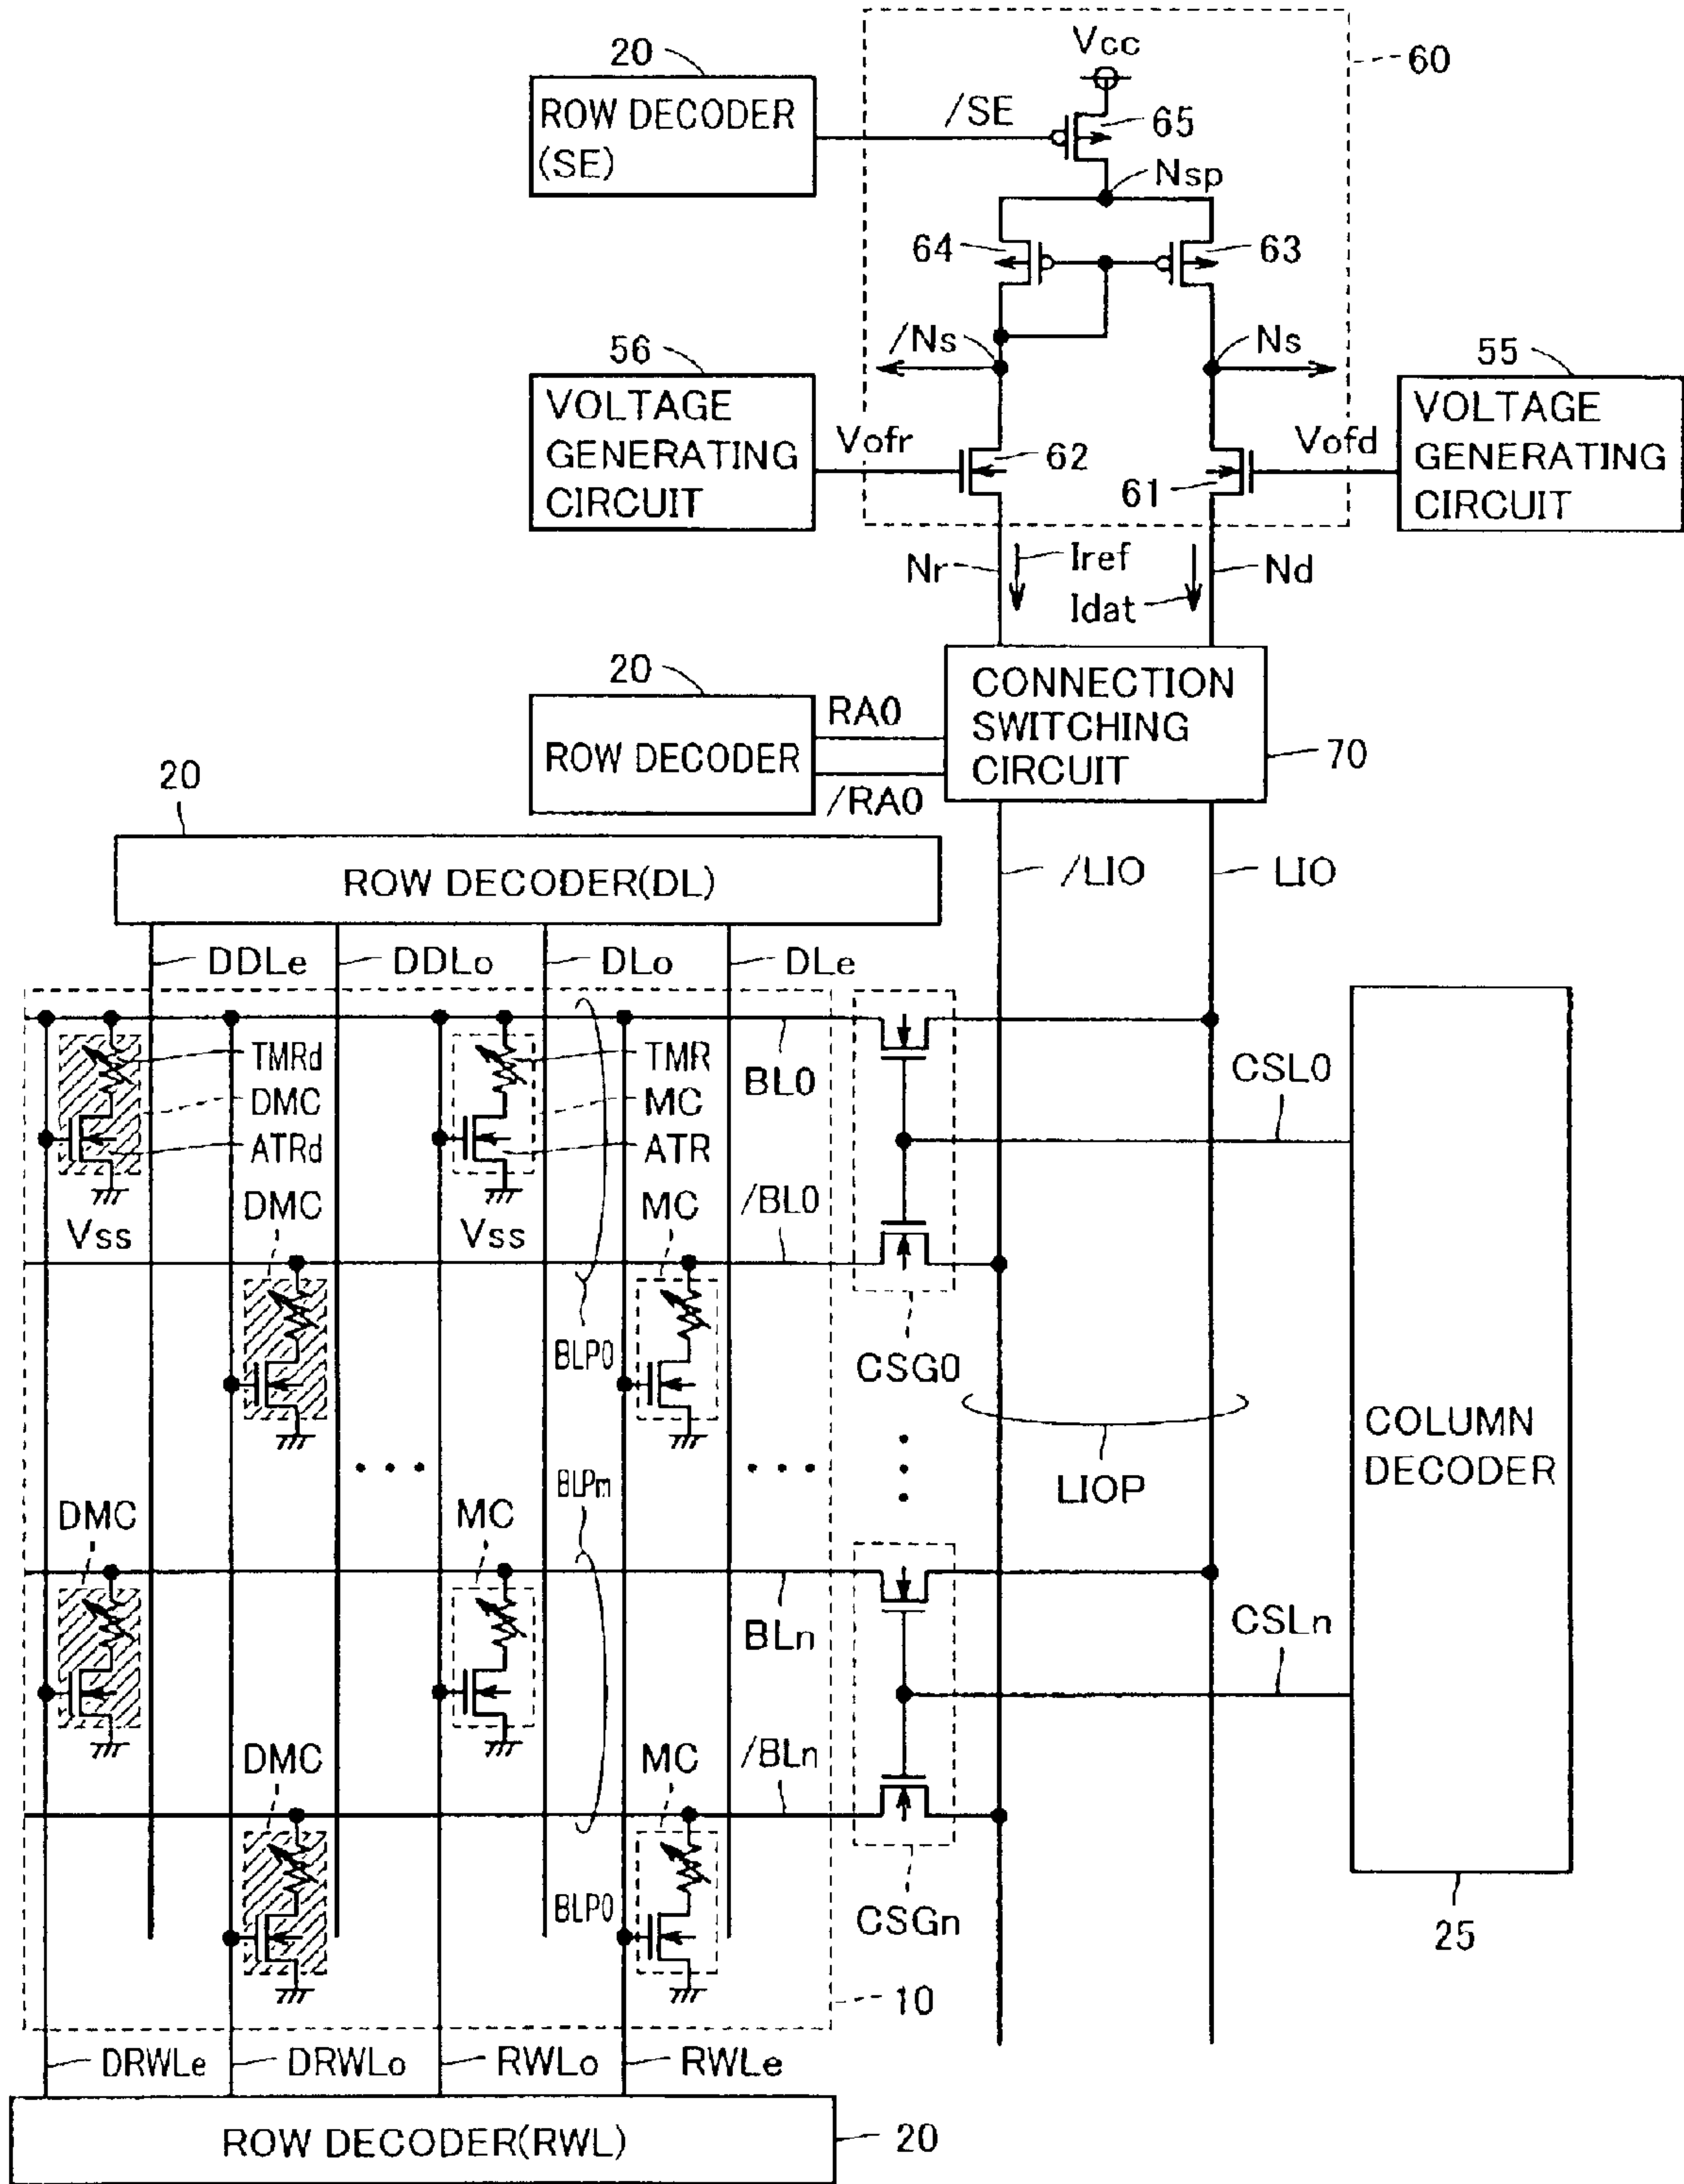 Vcc
60
20
ROW DECODER
(SE)
/SE
65
Nsp
64
63
/Ns
Ns
56
VOLTAGE
GENERATING
CIRCUIT
Vofr
62
61
Vofd
55
VOLTAGE
GENERATING
CIRCUIT
Nr
Iref
Idat
Nd
20
ROW DECODER
RA0
/RA0
CONNECTION
SWITCHING
CIRCUIT
70
20
ROW DECODER(DL)
/LIO
LIO
DDLe
DDLo
DLo
DLe
TMRd
DMC
ATRd
TMR
MC
ATR
BL0
CSL0
Vss
DMC
Vss
MC
/BL0
BLP0
CSG0
LIOP
COLUMN
DECODER
BLPm
DMC
MC
BLn
CSLn
DMC
MC
/BLn
BLP0
CSGn
25
10
DRWLe
DRWLo
RWLo
RWLe
ROW DECODER(RWL)
20